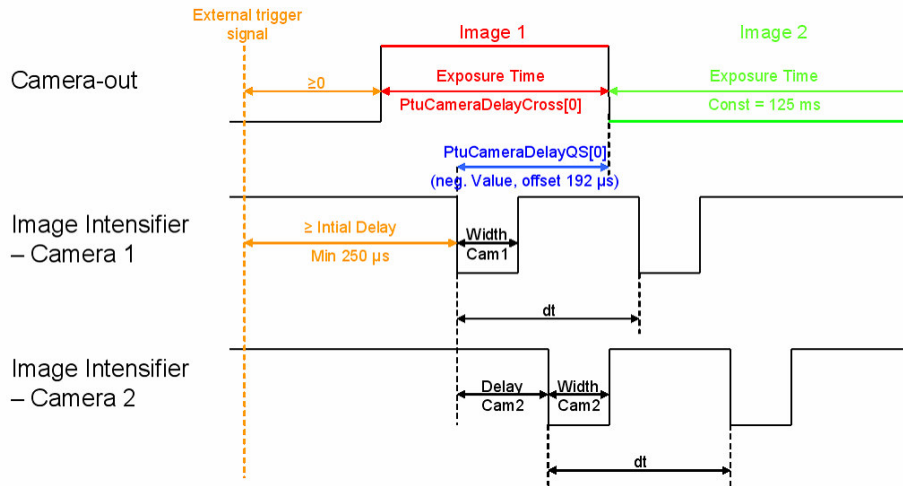 External trigger
signal
Image 1
Image 2
Camera-out
≥0
Exposure Time
PtuCameraDelayCross[0]
Exposure Time
Const = 125 ms
PtuCameraDelayQS[0]
(neg. Value, offset 192 µs)
Image Intensifier
– Camera 1
≥ Intial Delay
Min 250 µs
Width
Cam1
dt
Image Intensifier
– Camera 2
Delay
Cam2
Width
Cam2
dt